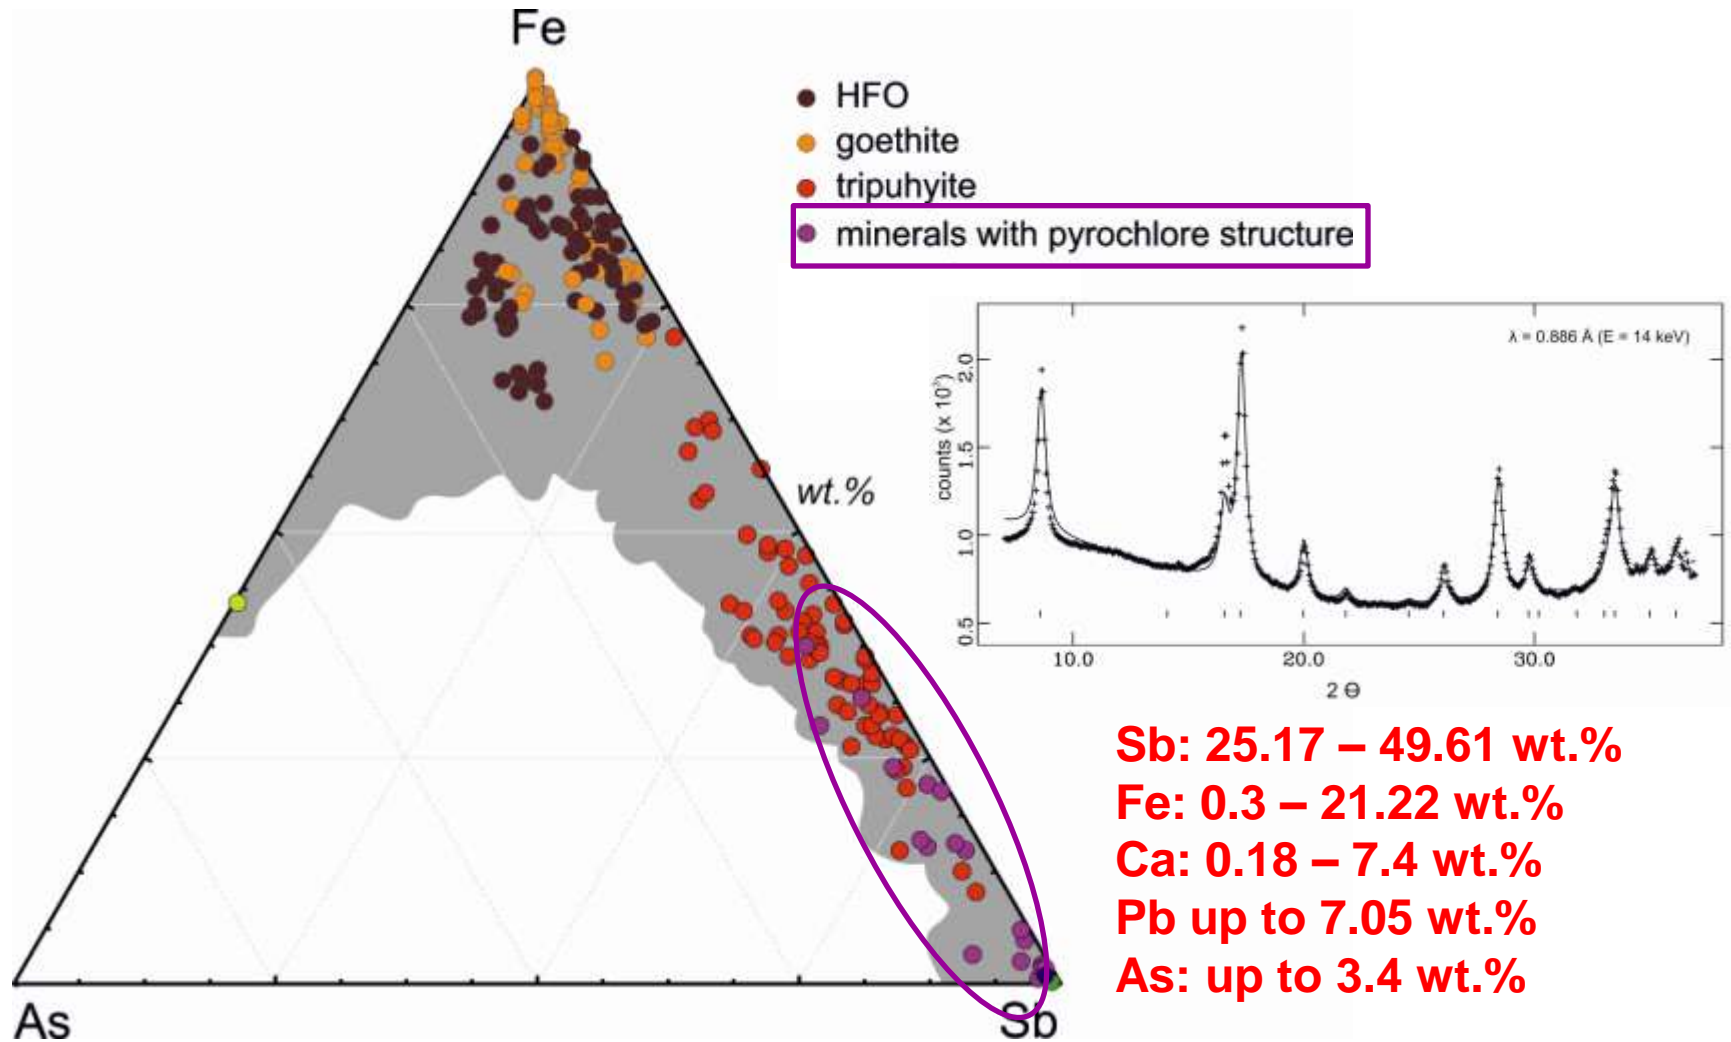 Fe
HFO
goethite
tripuhyite
minerals with pyrochlore structure
wt.%
λ = 0.886 Å (E = 14 keV)
counts (x 10³)
2.0
1.5
1.0
0.5
10.0
20.0
30.0
2 Θ
Sb: 25.17 – 49.61 wt.%
Fe: 0.3 – 21.22 wt.%
Ca: 0.18 – 7.4 wt.%
Pb up to 7.05 wt.%
As: up to 3.4 wt.%
As
Sb